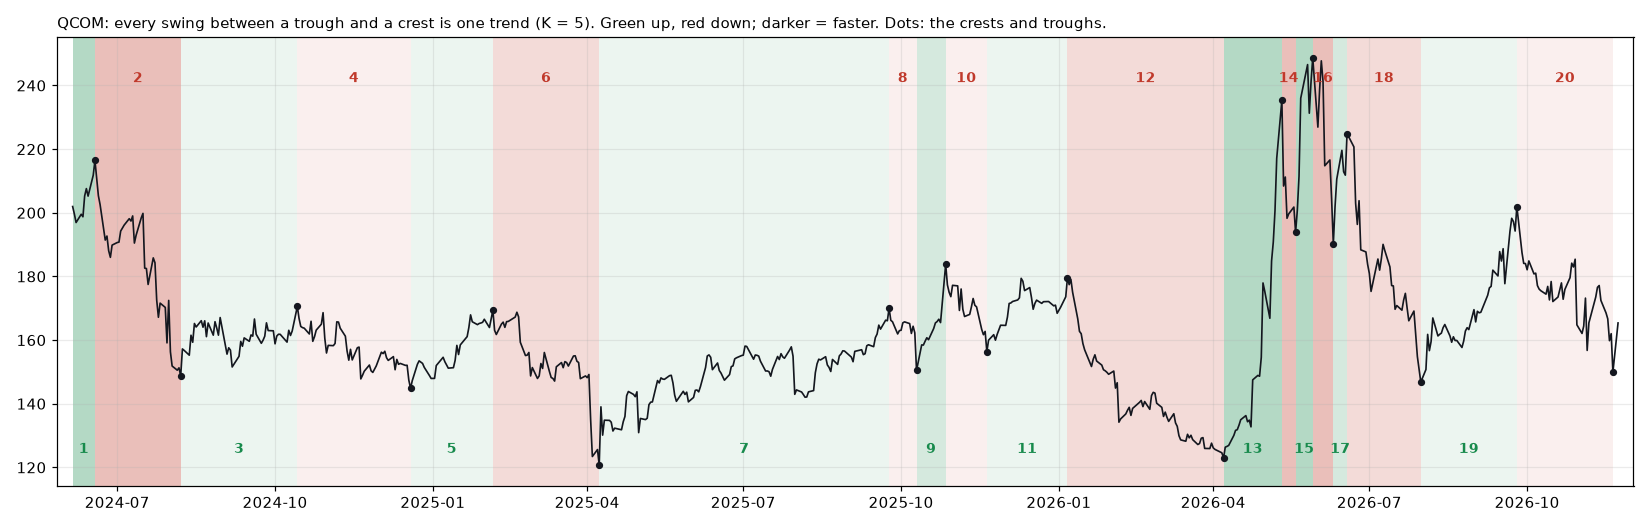 QCOM: every swing between a trough and a crest is one trend (K = 5). Green up, red down; darker = faster. Dots: the crests and troughs.
240
220
200
180
160
140
120
2 4 6 8 10 12 14 16 18 20
1 3 5 7 9 11 13 15 17 19
2024-07 2024-10 2025-01 2025-04 2025-07 2025-10 2026-01 2026-04 2026-07 2026-10